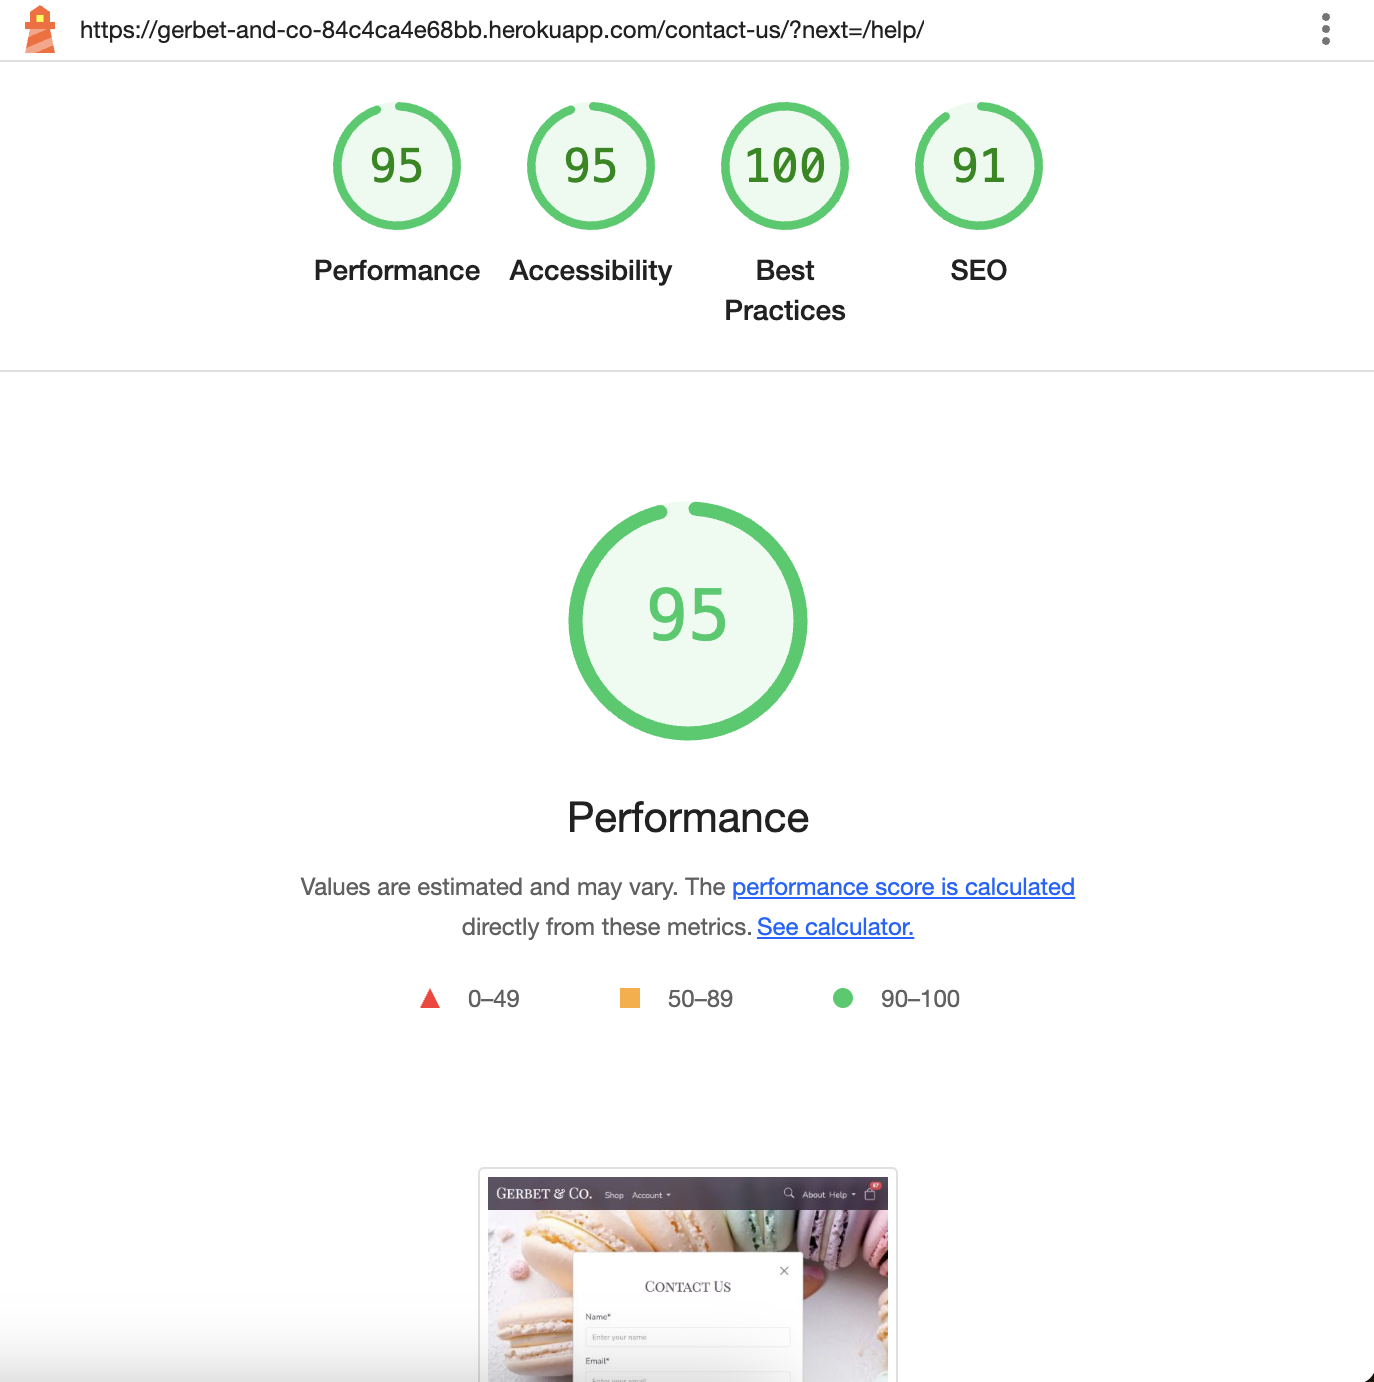 https://gerbet-and-co-84c4ca4e68bb.herokuapp.com/contact-us/?next=/help/
95
95
100
91
Performance
Accessibility
Best
Practices
SEO
95
Performance
Values are estimated and may vary. The performance score is calculated
directly from these metrics. See calculator.
0–49
50–89
90–100
Gerbet & Co. Shop Account About Help
Contact Us
Name*
Enter your name
Email*
Enter your email